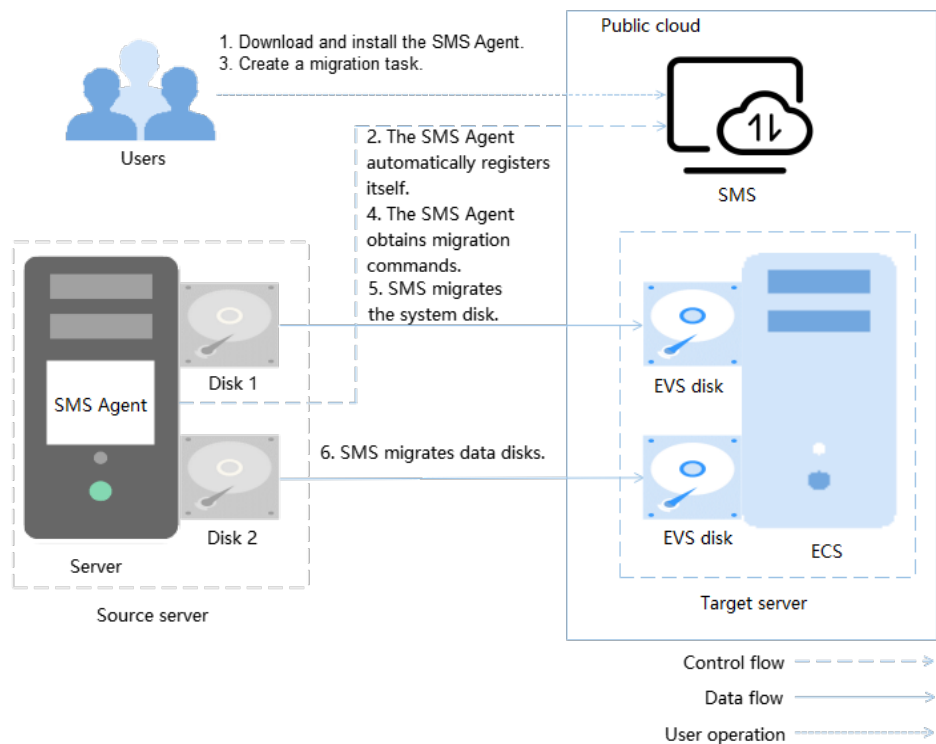 Public cloud
1. Download and install the SMS Agent.
3. Create a migration task.
Users
2. The SMS Agent
automatically registers
itself.
4. The SMS Agent
obtains migration
commands.
5. SMS migrates
the system disk.
SMS
SMS Agent
Disk 1
EVS disk
6. SMS migrates data disks.
Disk 2
EVS disk
Server
ECS
Source server
Target server
Control flow
Data flow
User operation